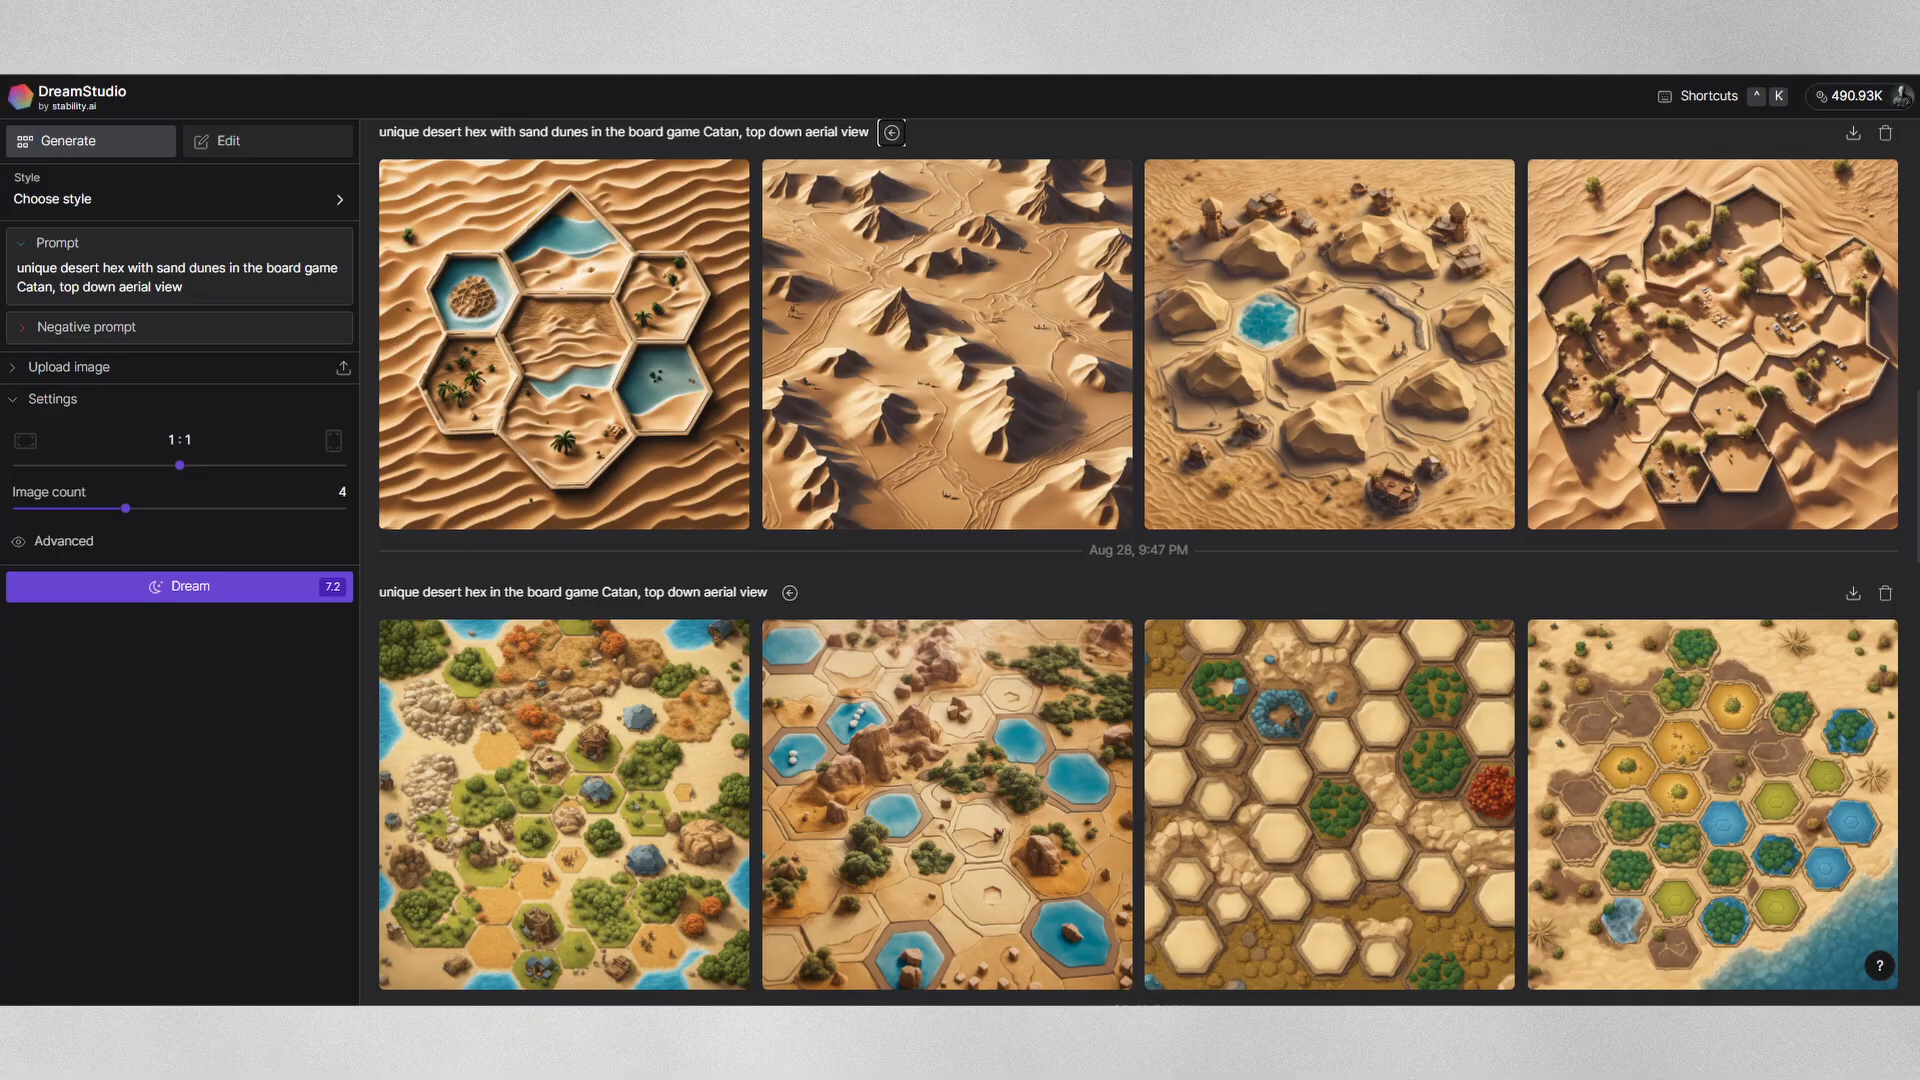 DreamStudio
by stability.ai
Shortcuts ^ K
490.93K
Generate
Edit
Style
Choose style
Prompt
unique desert hex with sand dunes in the board game
Catan, top down aerial view
Negative prompt
Upload image
Settings
1 : 1
Image count 4
Advanced
Dream 7.2
unique desert hex with sand dunes in the board game Catan, top down aerial view
Aug 28, 9:47 PM
unique desert hex in the board game Catan, top down aerial view
?